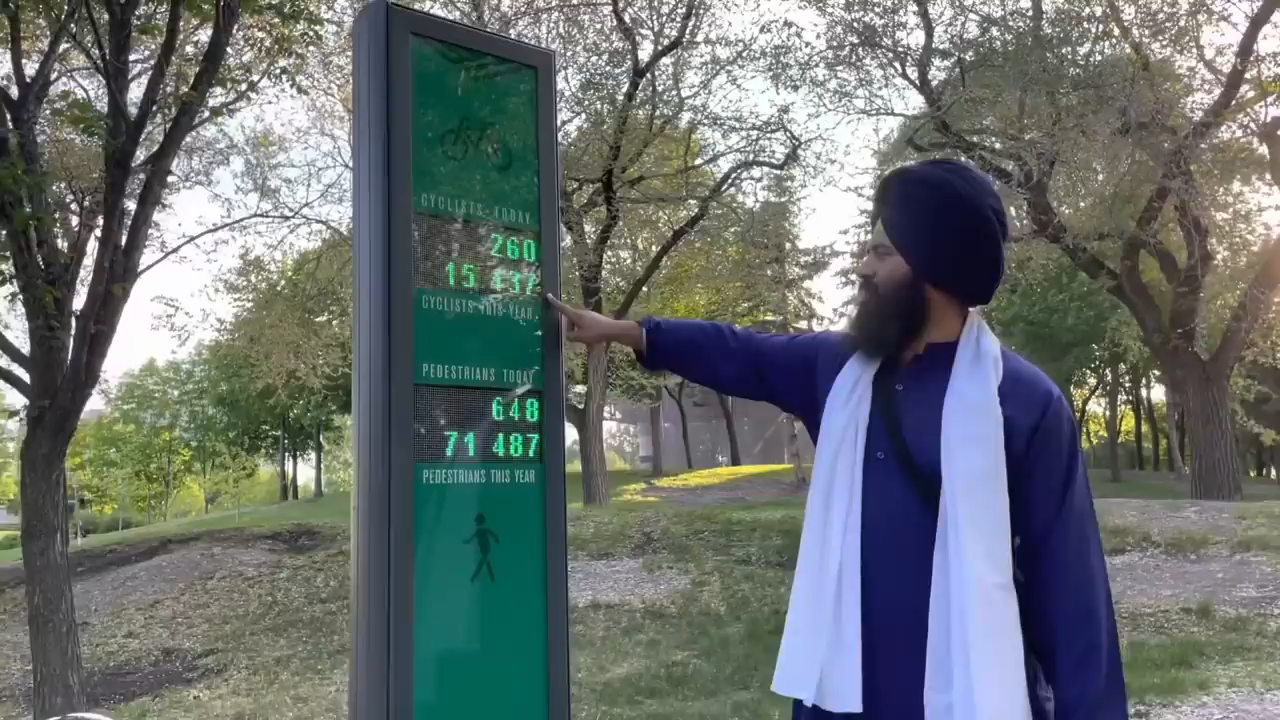 CYCLISTS TODAY
260
15 437
CYCLISTS THIS YEAR
PEDESTRIANS TODAY
648
71 487
PEDESTRIANS THIS YEAR